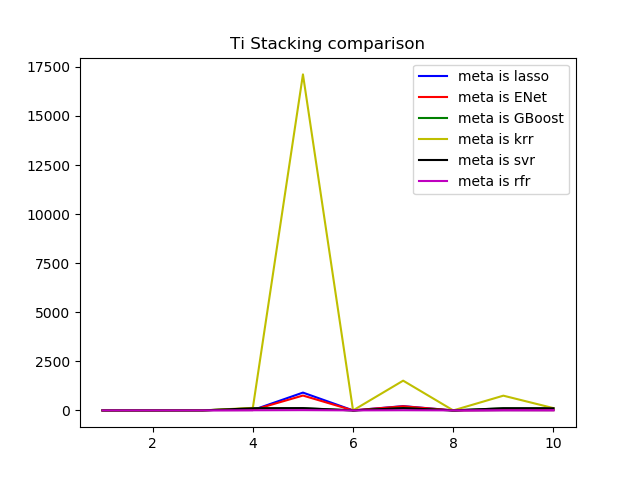 Ti Stacking comparison
17500
15000
12500
10000
7500
5000
2500
0
meta is lasso
meta is ENet
meta is GBoost
meta is krr
meta is svr
meta is rfr
2 4 6 8 10